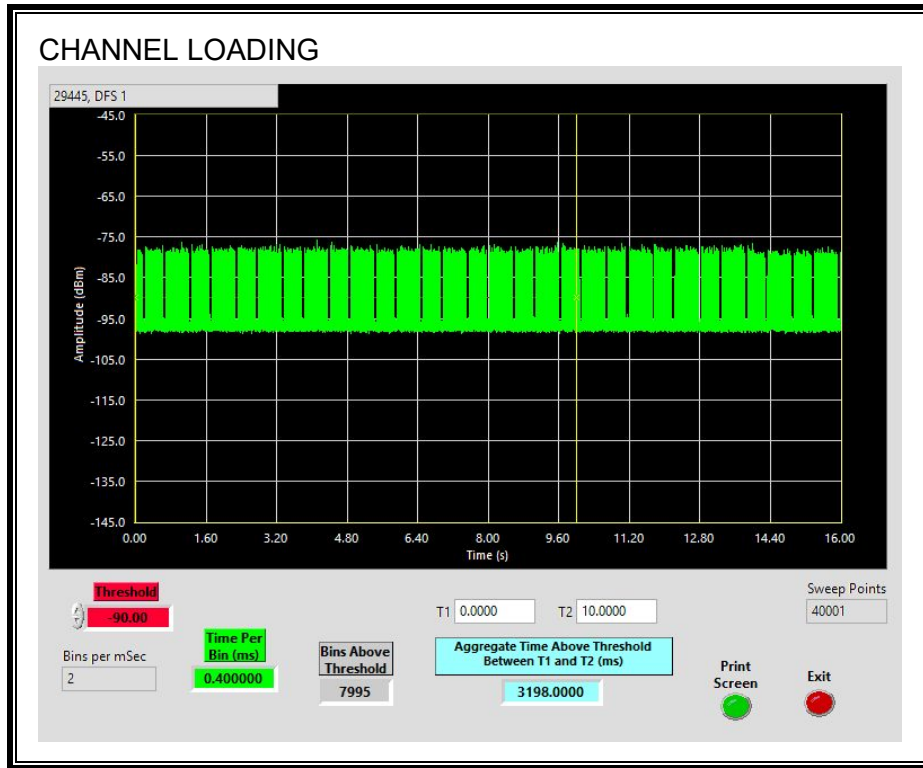 CHANNEL LOADING
29445, DFS 1
-45.0
-55.0
-65.0
-75.0
-85.0
-95.0
-105.0
-115.0
-125.0
-135.0
-145.0
Amplitude (dBm)
0.00 1.60 3.20 4.80 6.40 8.00 9.60 11.20 12.80 14.40 16.00
Time (s)
Threshold
-90.00
Bins per mSec
2
Time Per
Bin (ms)
0.400000
Bins Above
Threshold
7995
T1 0.0000 T2 10.0000
Aggregate Time Above Threshold
Between T1 and T2 (ms)
3198.0000
Sweep Points
40001
Print
Screen
Exit